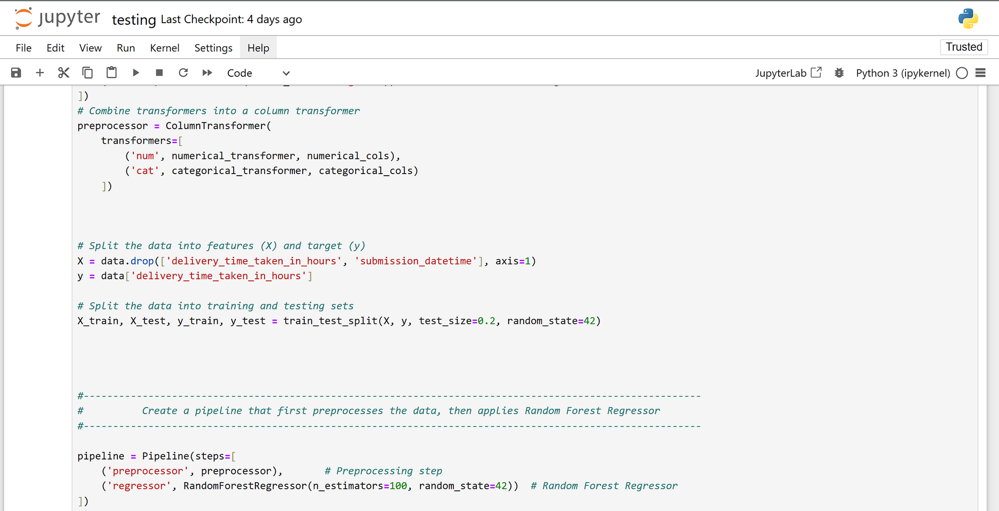 jupyter testing Last Checkpoint: 4 days ago
File Edit View Run Kernel Settings Help Trusted
Code JupyterLab Python 3 (ipykernel)
])
# Combine transformers into a column transformer
preprocessor = ColumnTransformer(
    transformers=[
        ('num', numerical_transformer, numerical_cols),
        ('cat', categorical_transformer, categorical_cols)
    ])
# Split the data into features (X) and target (y)
X = data.drop(['delivery_time_taken_in_hours', 'submission_datetime'], axis=1)
y = data['delivery_time_taken_in_hours']
# Split the data into training and testing sets
X_train, X_test, y_train, y_test = train_test_split(X, y, test_size=0.2, random_state=42)
#---------------------------------------------------------------------------------------------------------
#          Create a pipeline that first preprocesses the data, then applies Random Forest Regressor
#---------------------------------------------------------------------------------------------------------
pipeline = Pipeline(steps=[
    ('preprocessor', preprocessor),       # Preprocessing step
    ('regressor', RandomForestRegressor(n_estimators=100, random_state=42))  # Random Forest Regressor
])